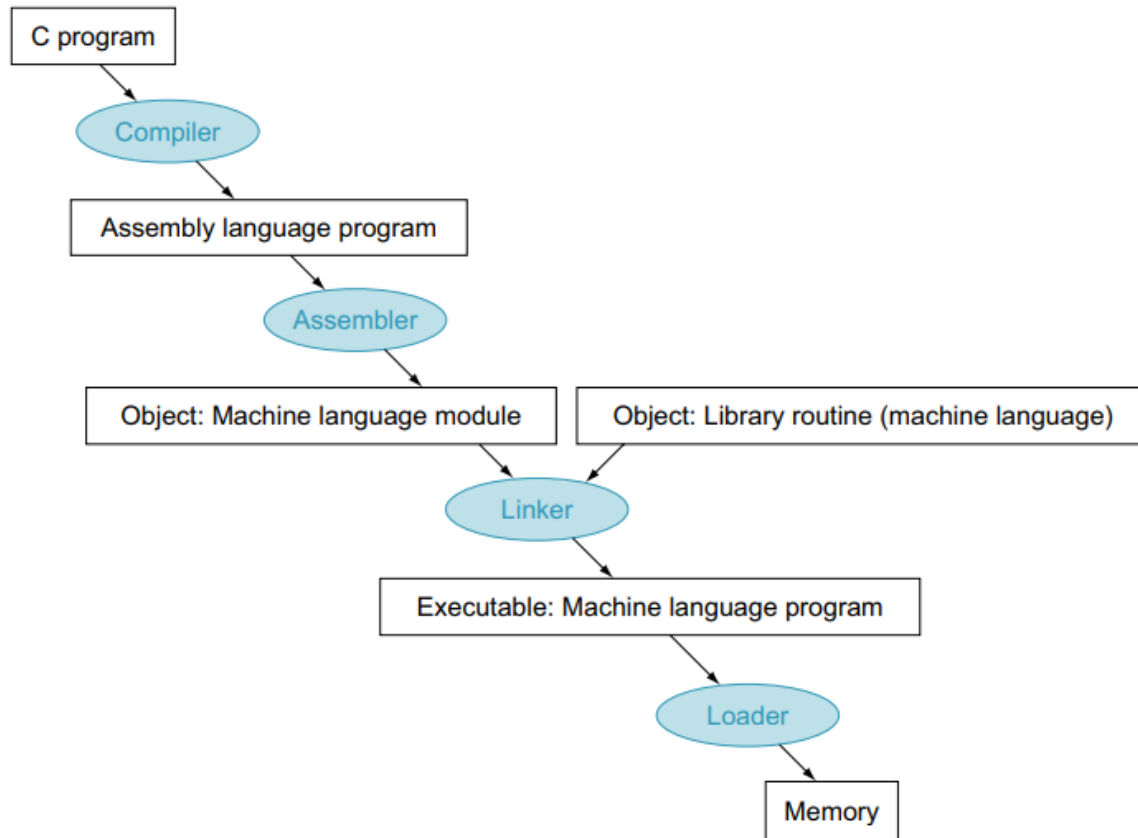 C program
Compiler
Assembly language program
Assembler
Object: Machine language module
Object: Library routine (machine language)
Linker
Executable: Machine language program
Loader
Memory